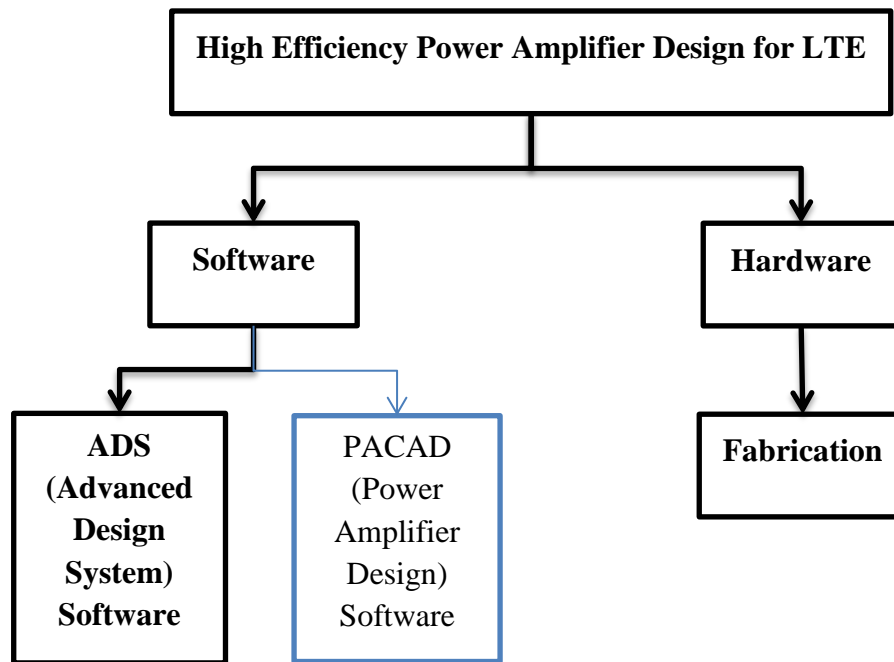 High Efficiency Power Amplifier Design for LTE
Software
Hardware
ADS
(Advanced
Design
System)
Software
PACAD
(Power
Amplifier
Design)
Software
Fabrication